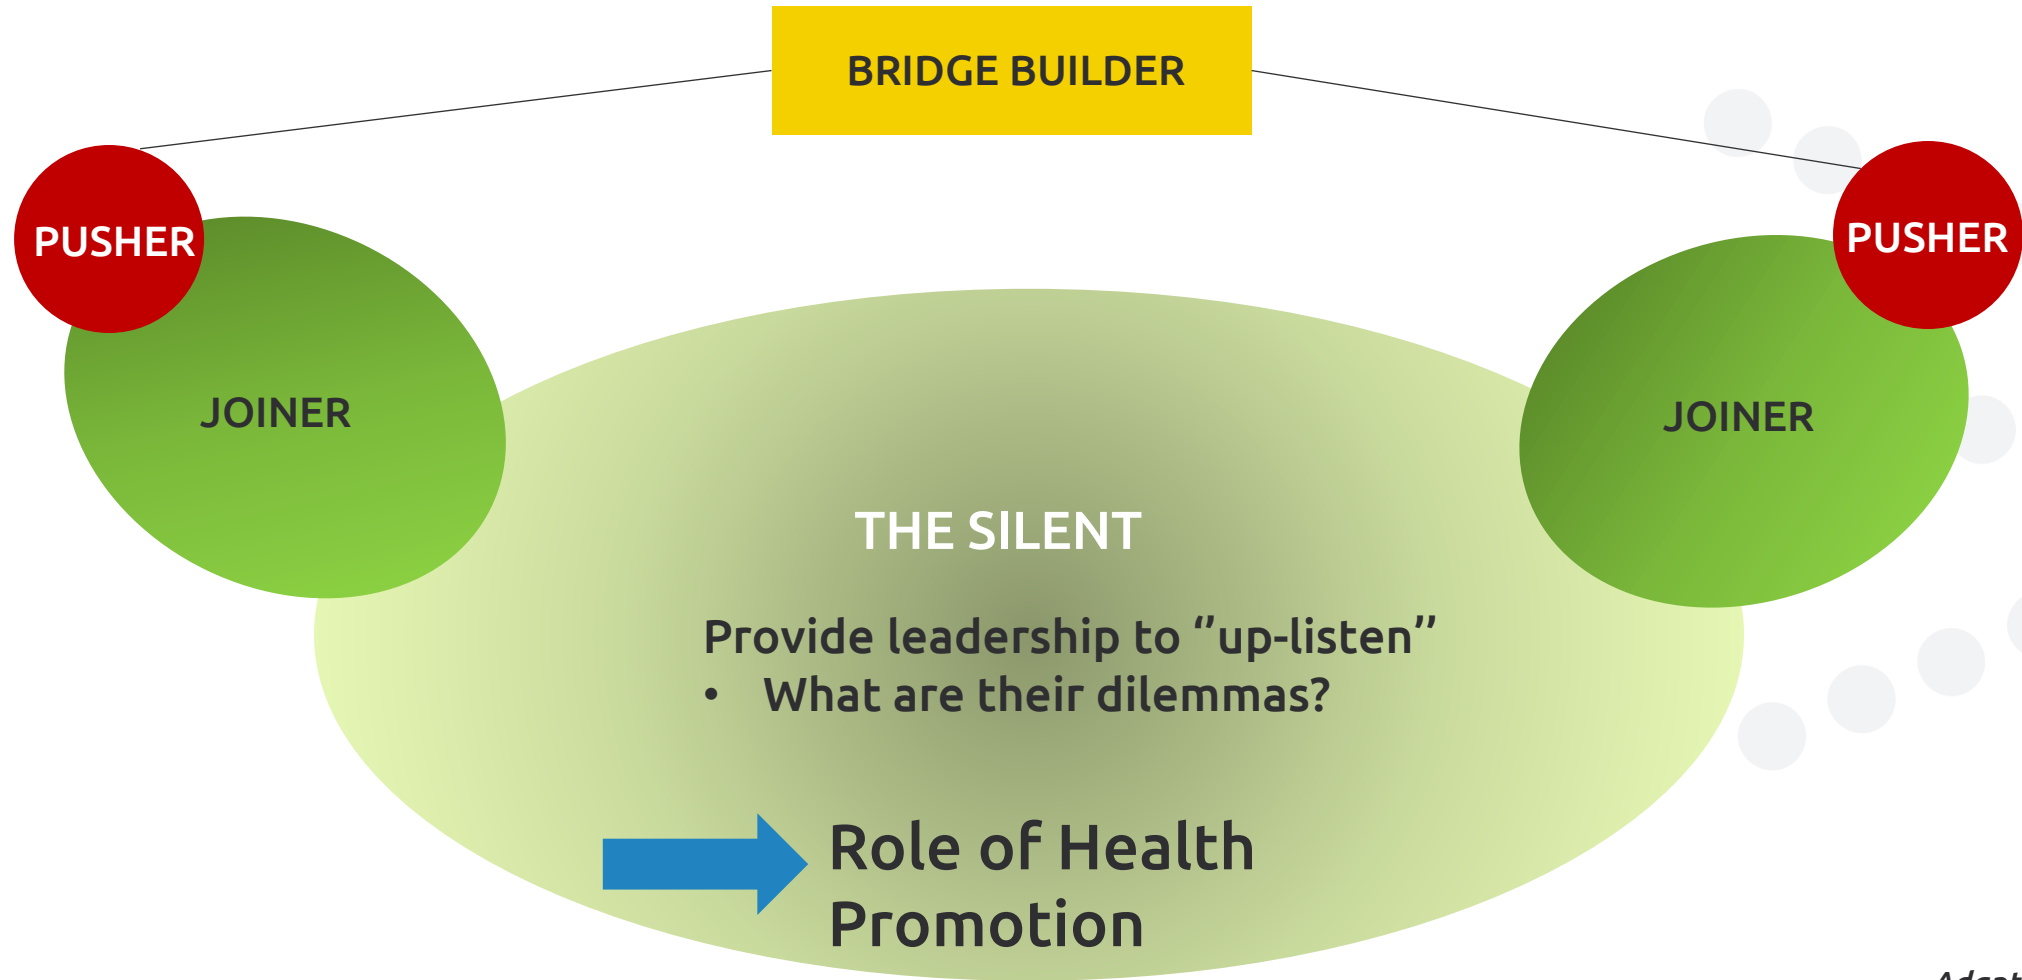 BRIDGE BUILDER
PUSHER
PUSHER
JOINER
JOINER
THE SILENT
Provide leadership to ‘’up-listen’’
• What are their dilemmas?
Role of Health
Promotion